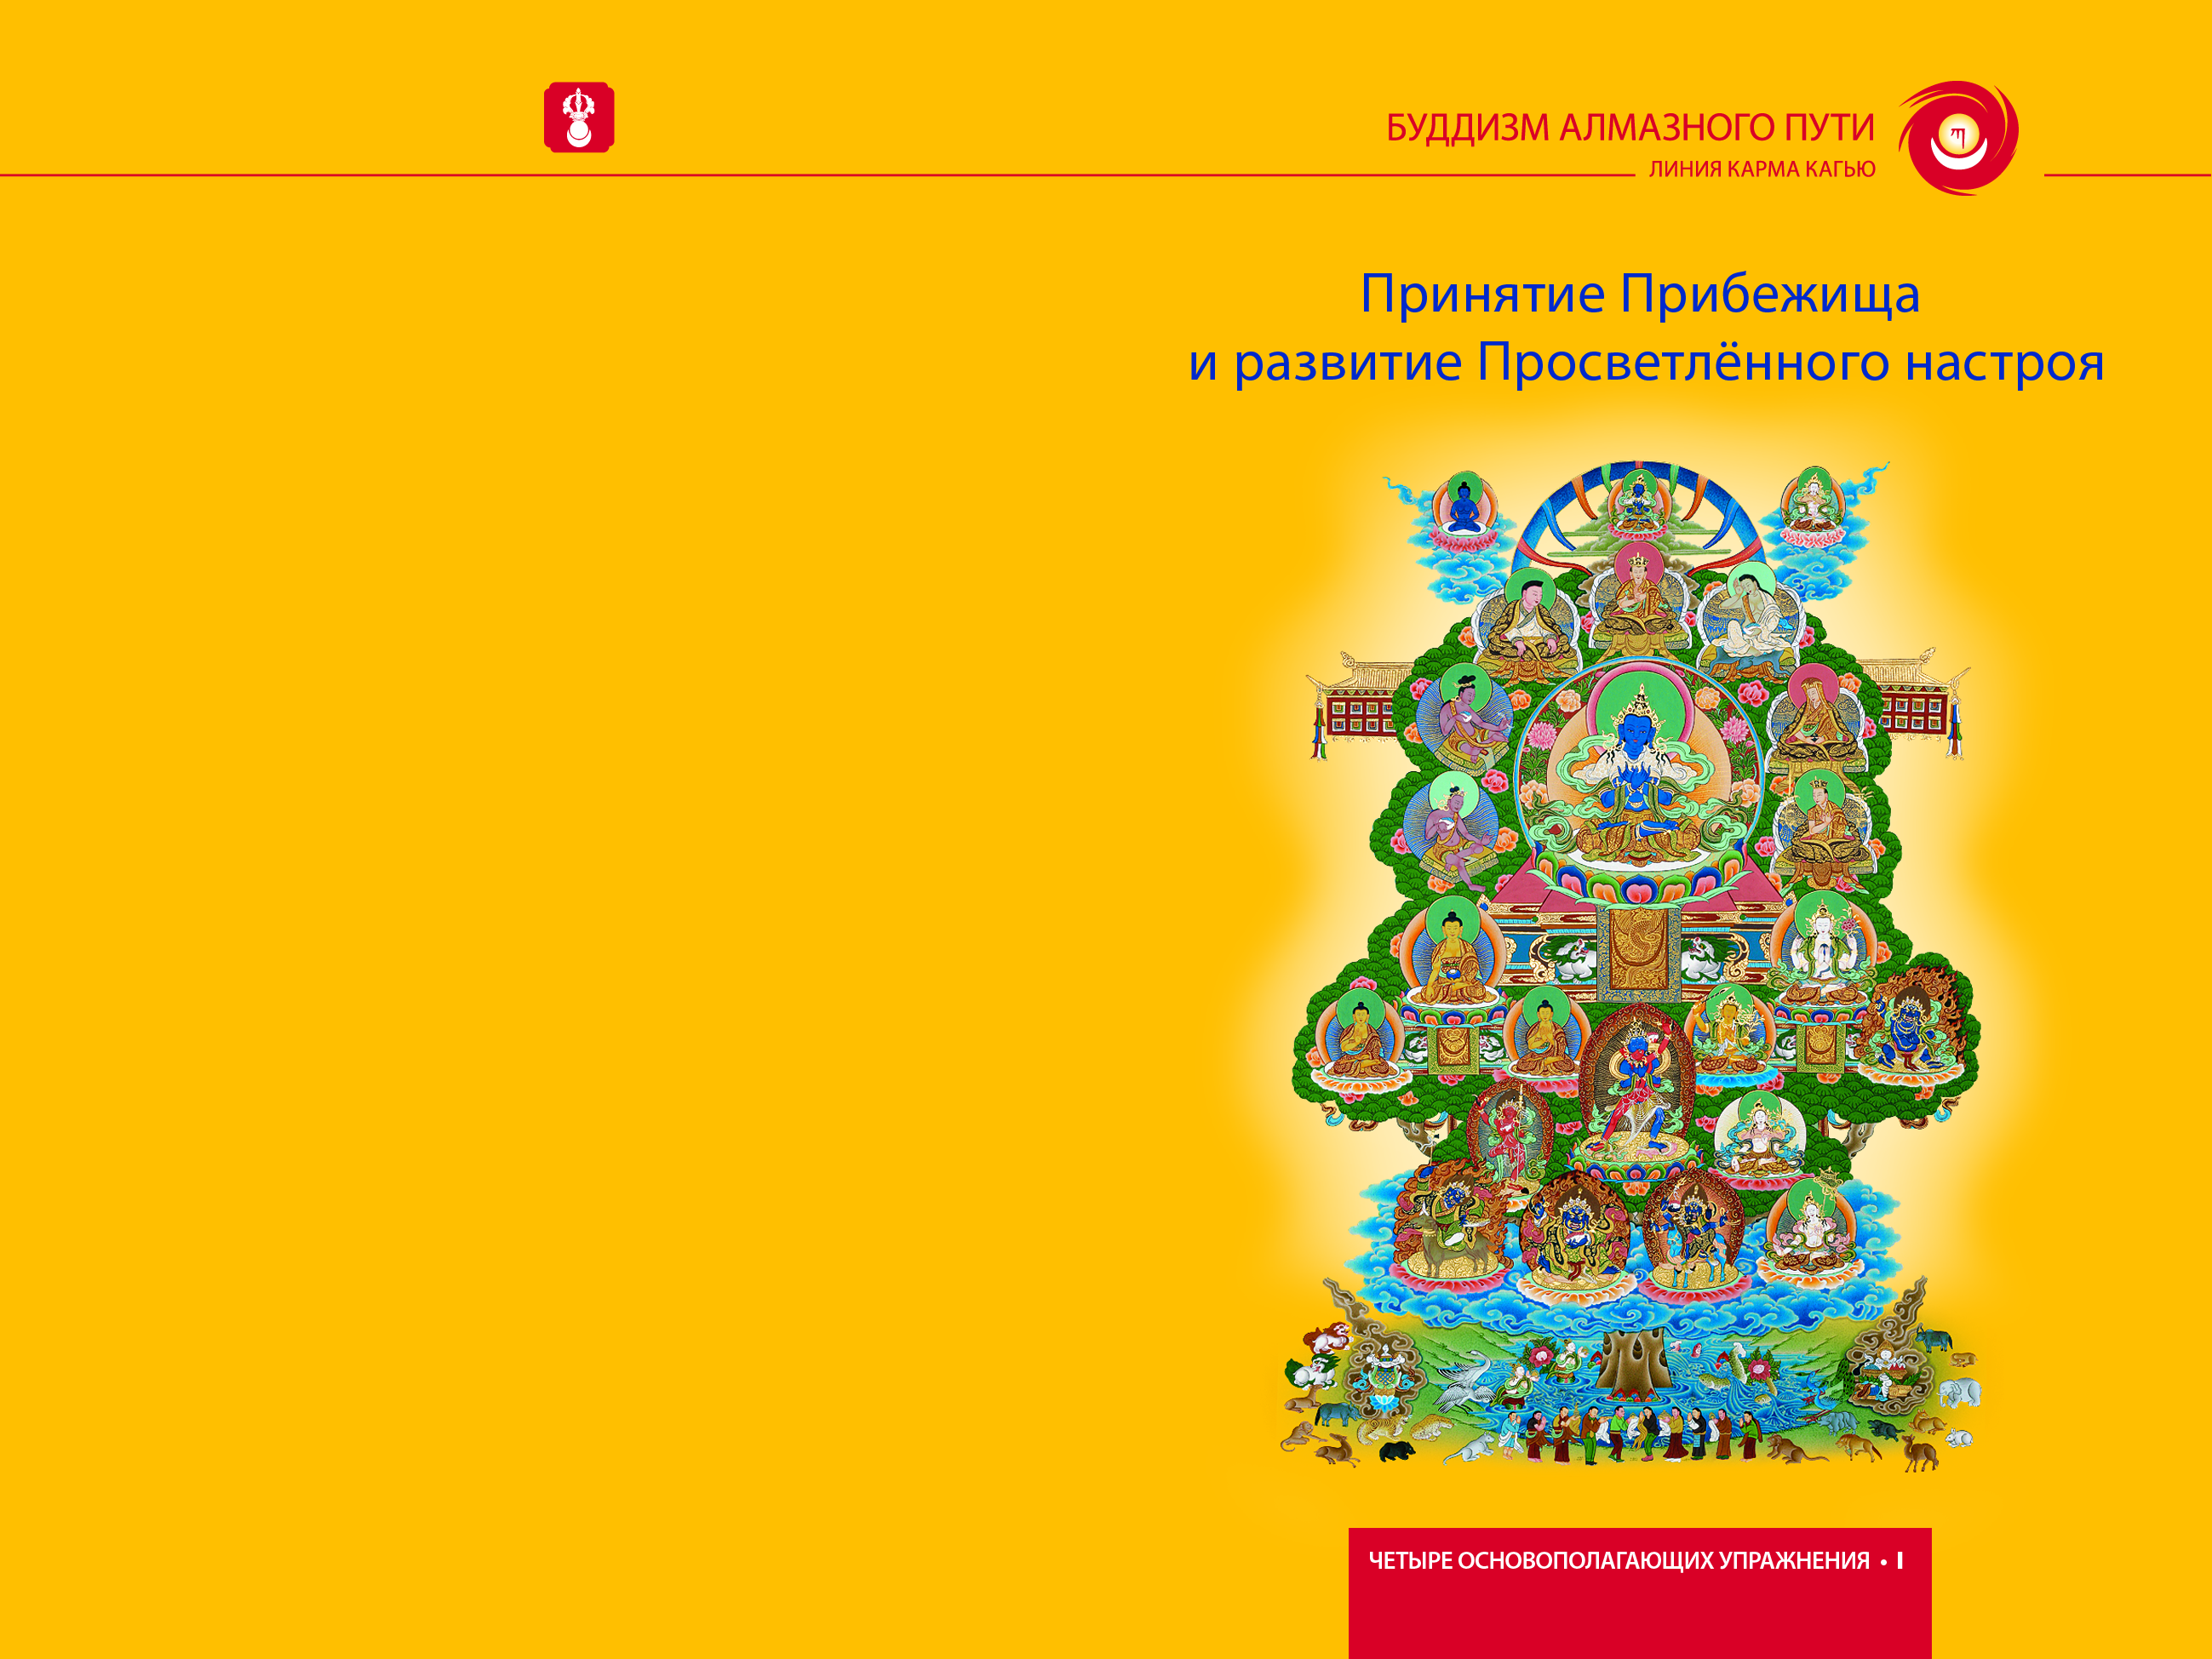 БУДДИЗМ АЛМАЗНОГО ПУТИ
ЛИНИЯ КАРМА КАГЬЮ
Принятие Прибежища
и развитие Просветлённого настроя
ЧЕТЫРЕ ОСНОВОПОЛАГАЮЩИХ УПРАЖНЕНИЯ • I